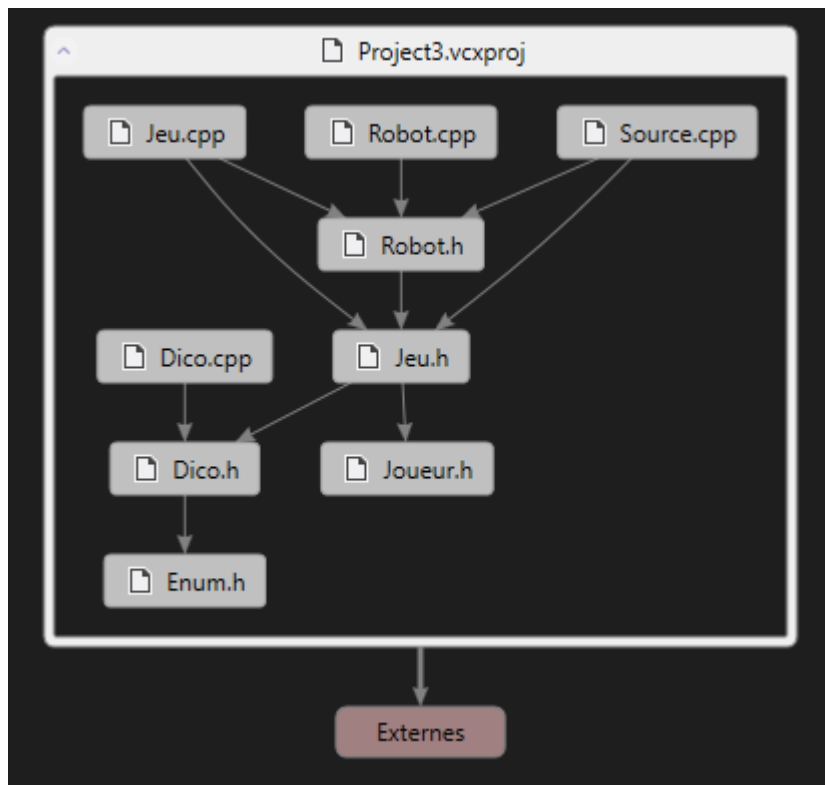 Project3.vcxproj
Jeu.cpp
Robot.cpp
Source.cpp
Robot.h
Dico.cpp
Jeu.h
Dico.h
Joueur.h
Enum.h
Externes